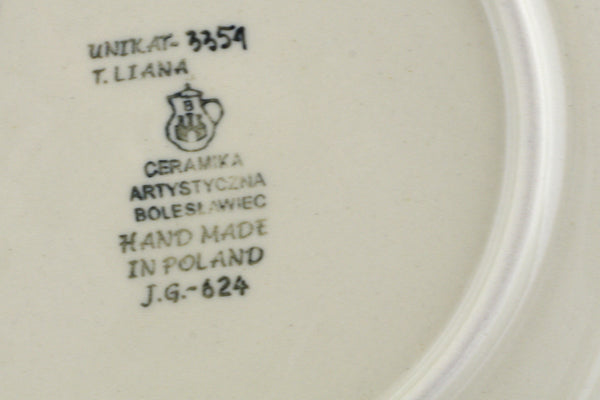 UNIKAT- 3359
T. LIANA
B
CERAMIKA
ARTYSTYCZNA
BOLESŁAWIEC
HAND MADE
IN POLAND
J.G.-624